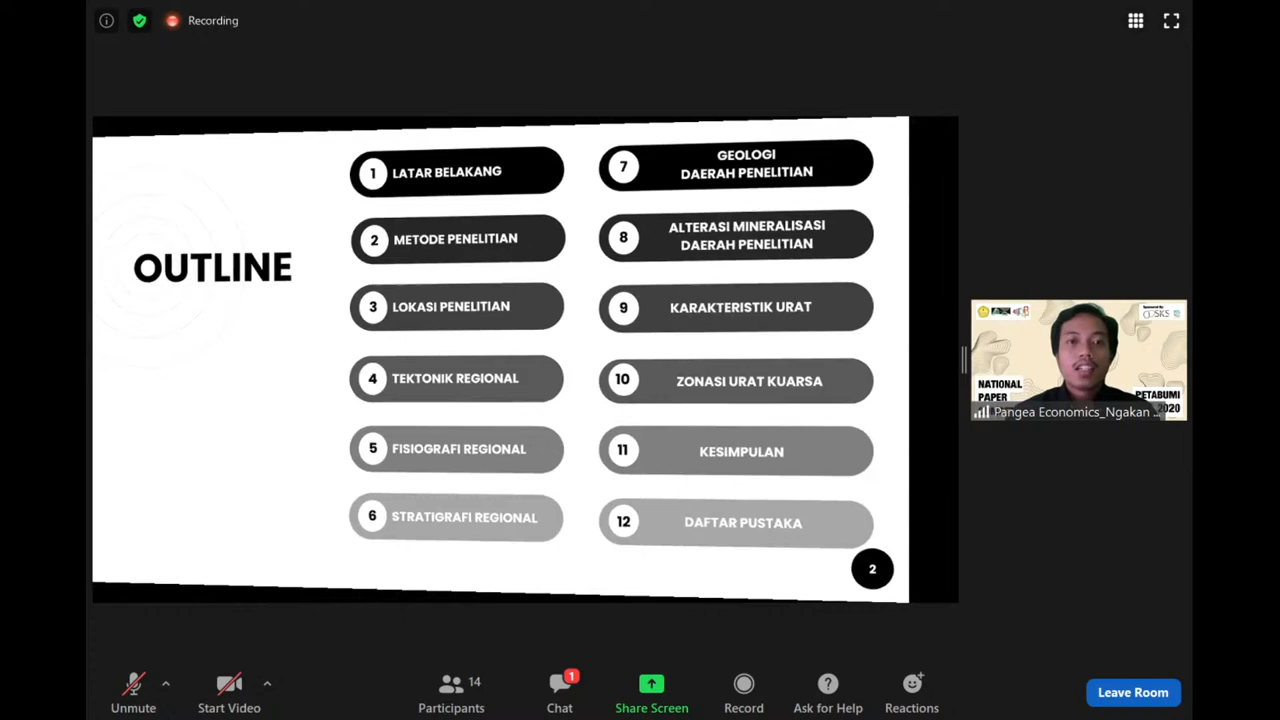 Recording
OUTLINE
1 LATAR BELAKANG
2 METODE PENELITIAN
3 LOKASI PENELITIAN
4 TEKTONIK REGIONAL
5 FISIOGRAFI REGIONAL
6 STRATIGRAFI REGIONAL
7 GEOLOGI
DAERAH PENELITIAN
8 ALTERASI MINERALISASI
DAERAH PENELITIAN
9 KARAKTERISTIK URAT
10 ZONASI URAT KUARSA
11 KESIMPULAN
12 DAFTAR PUSTAKA
2
Sponsored By
NATIONAL
PAPER
PETABUMI
2020
Pangea Economics_Ngakan ...
Unmute
Start Video
14
Participants
1
Chat
Share Screen
Record
Ask for Help
Reactions
Leave Room